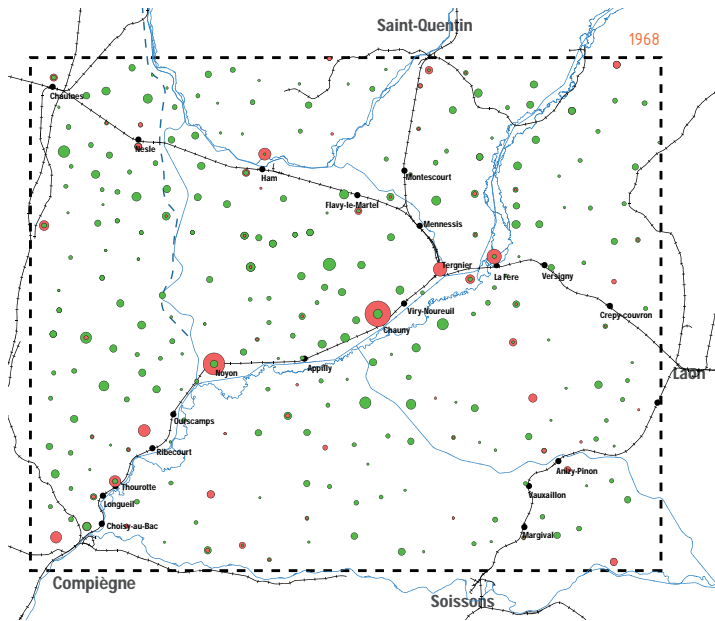 Saint-Quentin
1968
Chaulnes
Nesle
Ham
Montescourt
Flavy-le-Martel
Mennessis
Tergnier
La Fere
Versigny
Viry-Noureuil
Crepy-couvron
Chauny
Appilly
Noyon
Laon
Ourscamps
Ribecourt
Anizy-Pinon
Thourotte
Vauxaillon
Longueil
Choisy-au-Bac
Margival
Compiègne
Soissons